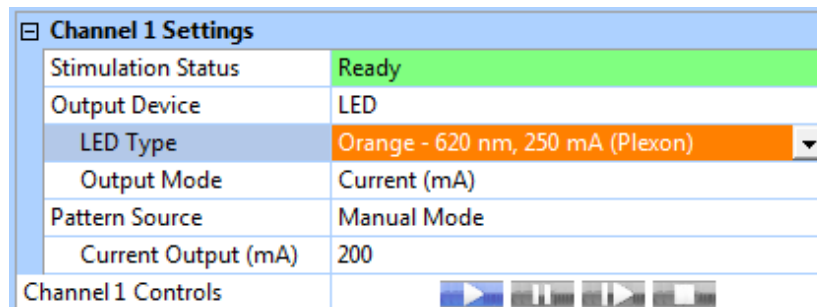 Channel 1 Settings
Stimulation Status Ready
Output Device LED
LED Type Orange - 620 nm, 250 mA (Plexon)
Output Mode Current (mA)
Pattern Source Manual Mode
Current Output (mA) 200
Channel 1 Controls